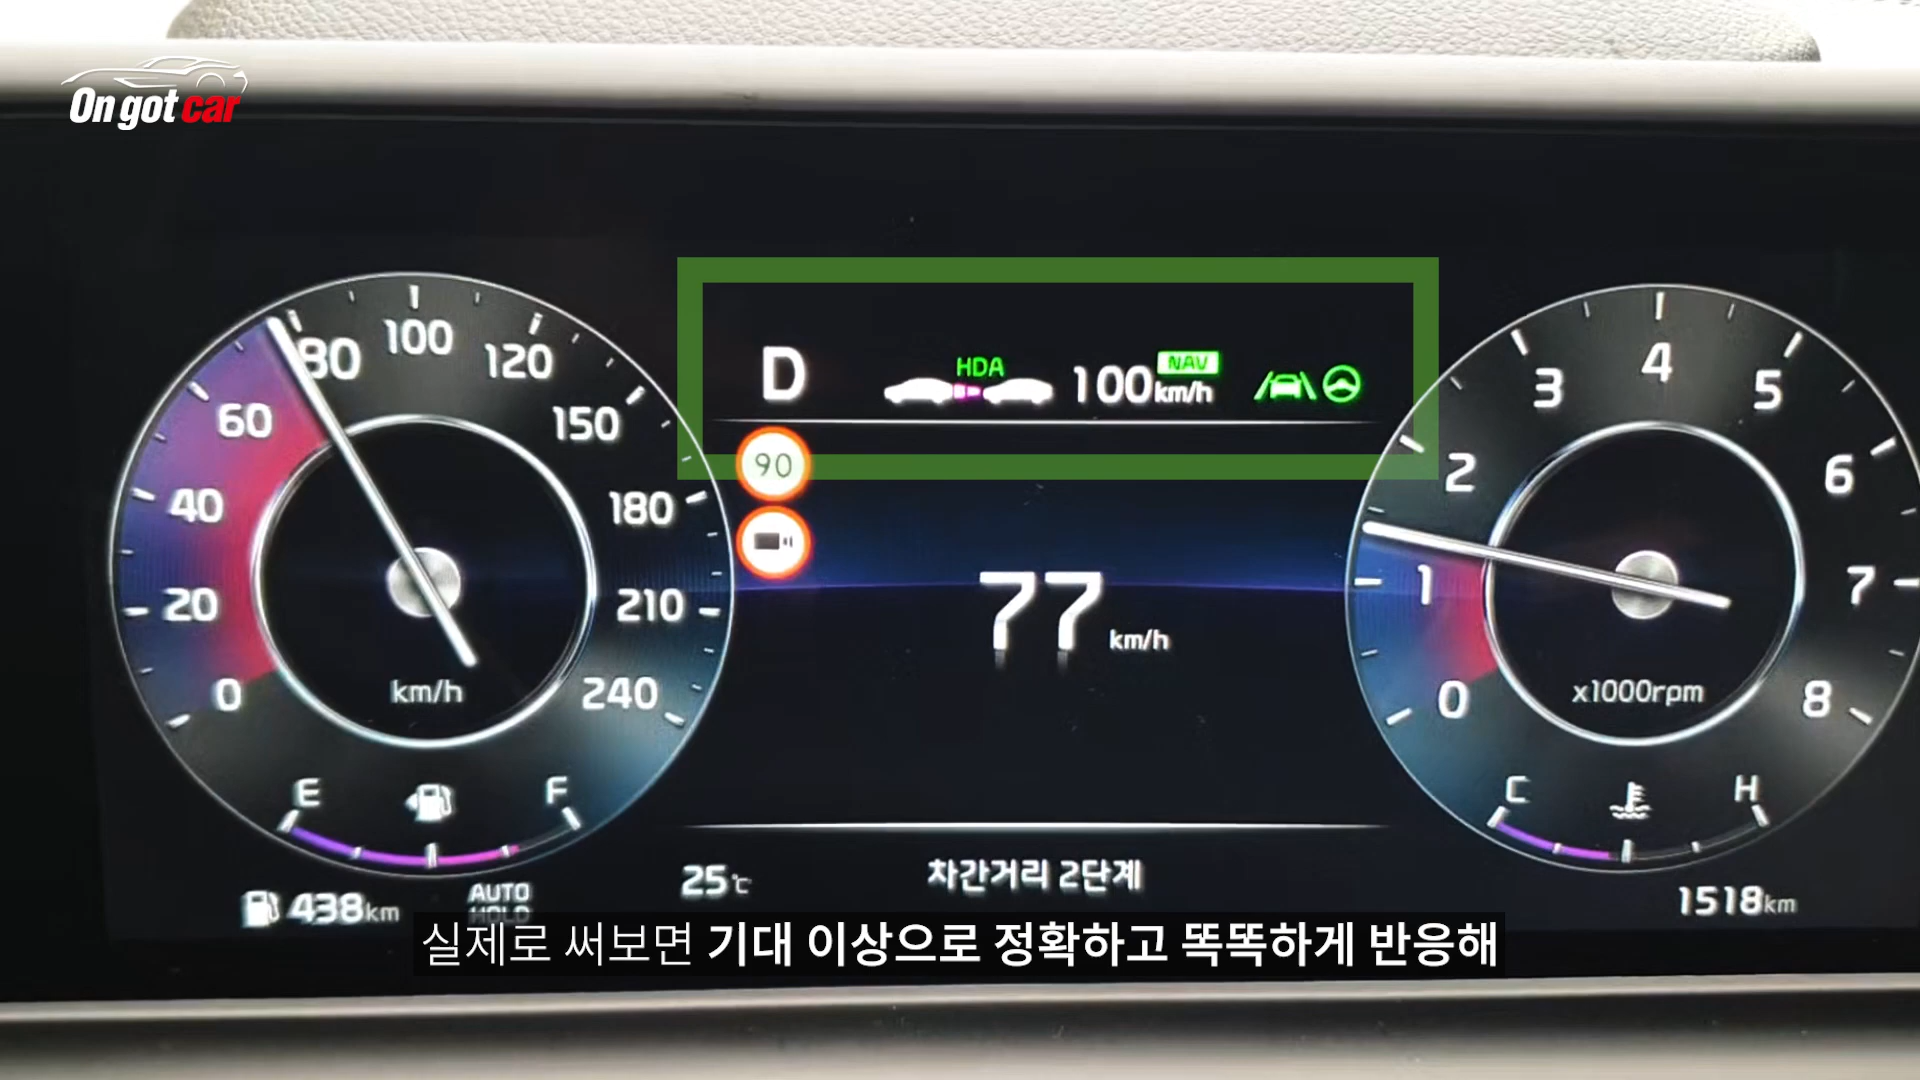 On got car
D
HDA
100km/h
NAV
90
80
100
120
60
150
40
180
20
210
0
240
km/h
77 km/h
4
3
5
2
6
1
7
0
8
x1000rpm
E
F
C
H
438km
AUTO
HOLD
25℃
차간거리 2단계
1518km
실제로 써보면 기대 이상으로 정확하고 똑똑하게 반응해